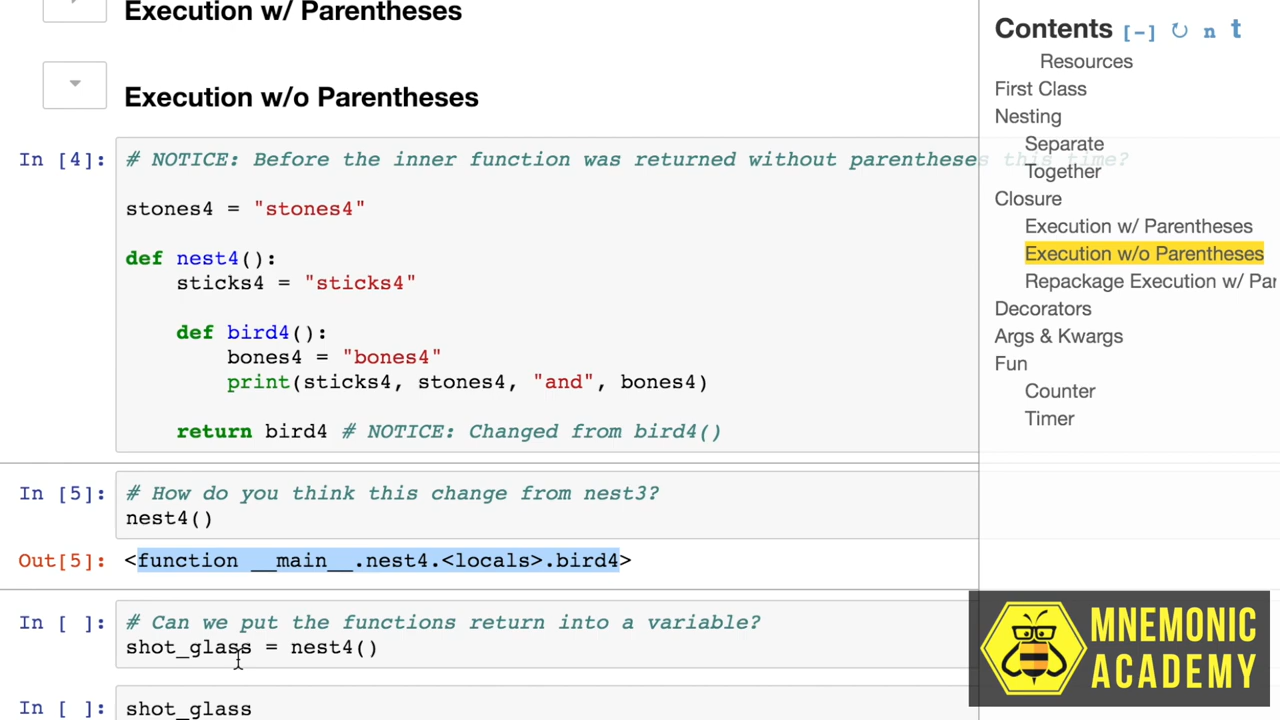 Execution w/ Parentheses
Execution w/o Parentheses
In [4]:
# NOTICE: Before the inner function was returned without parentheses this time?
stones4 = "stones4"
def nest4():
sticks4 = "sticks4"
def bird4():
bones4 = "bones4"
print(sticks4, stones4, "and", bones4)
return bird4 # NOTICE: Changed from bird4()
In [5]:
# How do you think this change from nest3?
nest4()
Out[5]:
<function __main__.nest4.<locals>.bird4>
In [ ]:
# Can we put the functions return into a variable?
shot_glass = nest4()
In [ ]:
shot_glass
Contents [-] n t
Resources
First Class
Nesting
Separate
Together
Closure
Execution w/ Parentheses
Execution w/o Parentheses
Repackage Execution w/ Par
Decorators
Args & Kwargs
Fun
Counter
Timer
MNEMONIC
ACADEMY